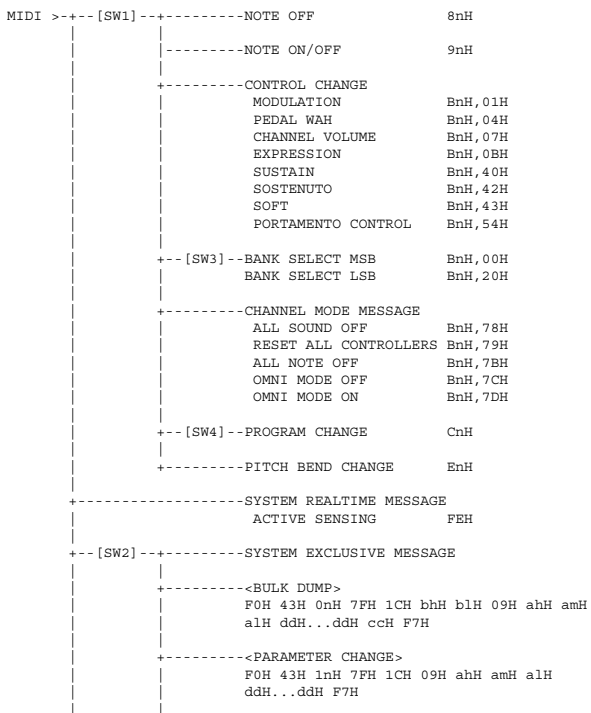 MIDI >-+--[SW1]--+---------NOTE OFF 8nH
| |
| |---------NOTE ON/OFF 9nH
| |
| +---------CONTROL CHANGE
| | MODULATION BnH,01H
| | PEDAL WAH BnH,04H
| | CHANNEL VOLUME BnH,07H
| | EXPRESSION BnH,0BH
| | SUSTAIN BnH,40H
| | SOSTENUTO BnH,42H
| | SOFT BnH,43H
| | PORTAMENTO CONTROL BnH,54H
| |
| +--[SW3]--BANK SELECT MSB BnH,00H
| | BANK SELECT LSB BnH,20H
| |
| +---------CHANNEL MODE MESSAGE
| | ALL SOUND OFF BnH,78H
| | RESET ALL CONTROLLERS BnH,79H
| | ALL NOTE OFF BnH,7BH
| | OMNI MODE OFF BnH,7CH
| | OMNI MODE ON BnH,7DH
| |
| +--[SW4]--PROGRAM CHANGE CnH
| |
| +---------PITCH BEND CHANGE EnH
|
+-------------------SYSTEM REALTIME MESSAGE
| ACTIVE SENSING FEH
|
+--[SW2]--+---------SYSTEM EXCLUSIVE MESSAGE
| |
| +---------<BULK DUMP>
| | F0H 43H 0nH 7FH 1CH bhH blH 09H ahH amH
| | alH ddH...ddH ccH F7H
| |
| +---------<PARAMETER CHANGE>
| | F0H 43H 1nH 7FH 1CH 09H ahH amH alH
| | ddH...ddH F7H
| |